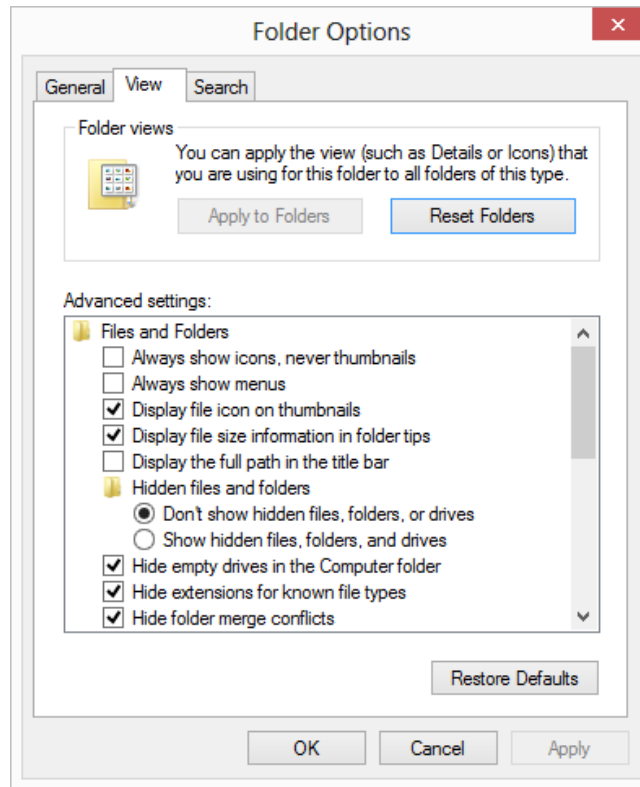 Folder Options
General
View
Search
Folder views
You can apply the view (such as Details or Icons) that
you are using for this folder to all folders of this type.
Apply to Folders
Reset Folders
Advanced settings:
Files and Folders
Always show icons, never thumbnails
Always show menus
Display file icon on thumbnails
Display file size information in folder tips
Display the full path in the title bar
Hidden files and folders
Don't show hidden files, folders, or drives
Show hidden files, folders, and drives
Hide empty drives in the Computer folder
Hide extensions for known file types
Hide folder merge conflicts
Restore Defaults
OK
Cancel
Apply